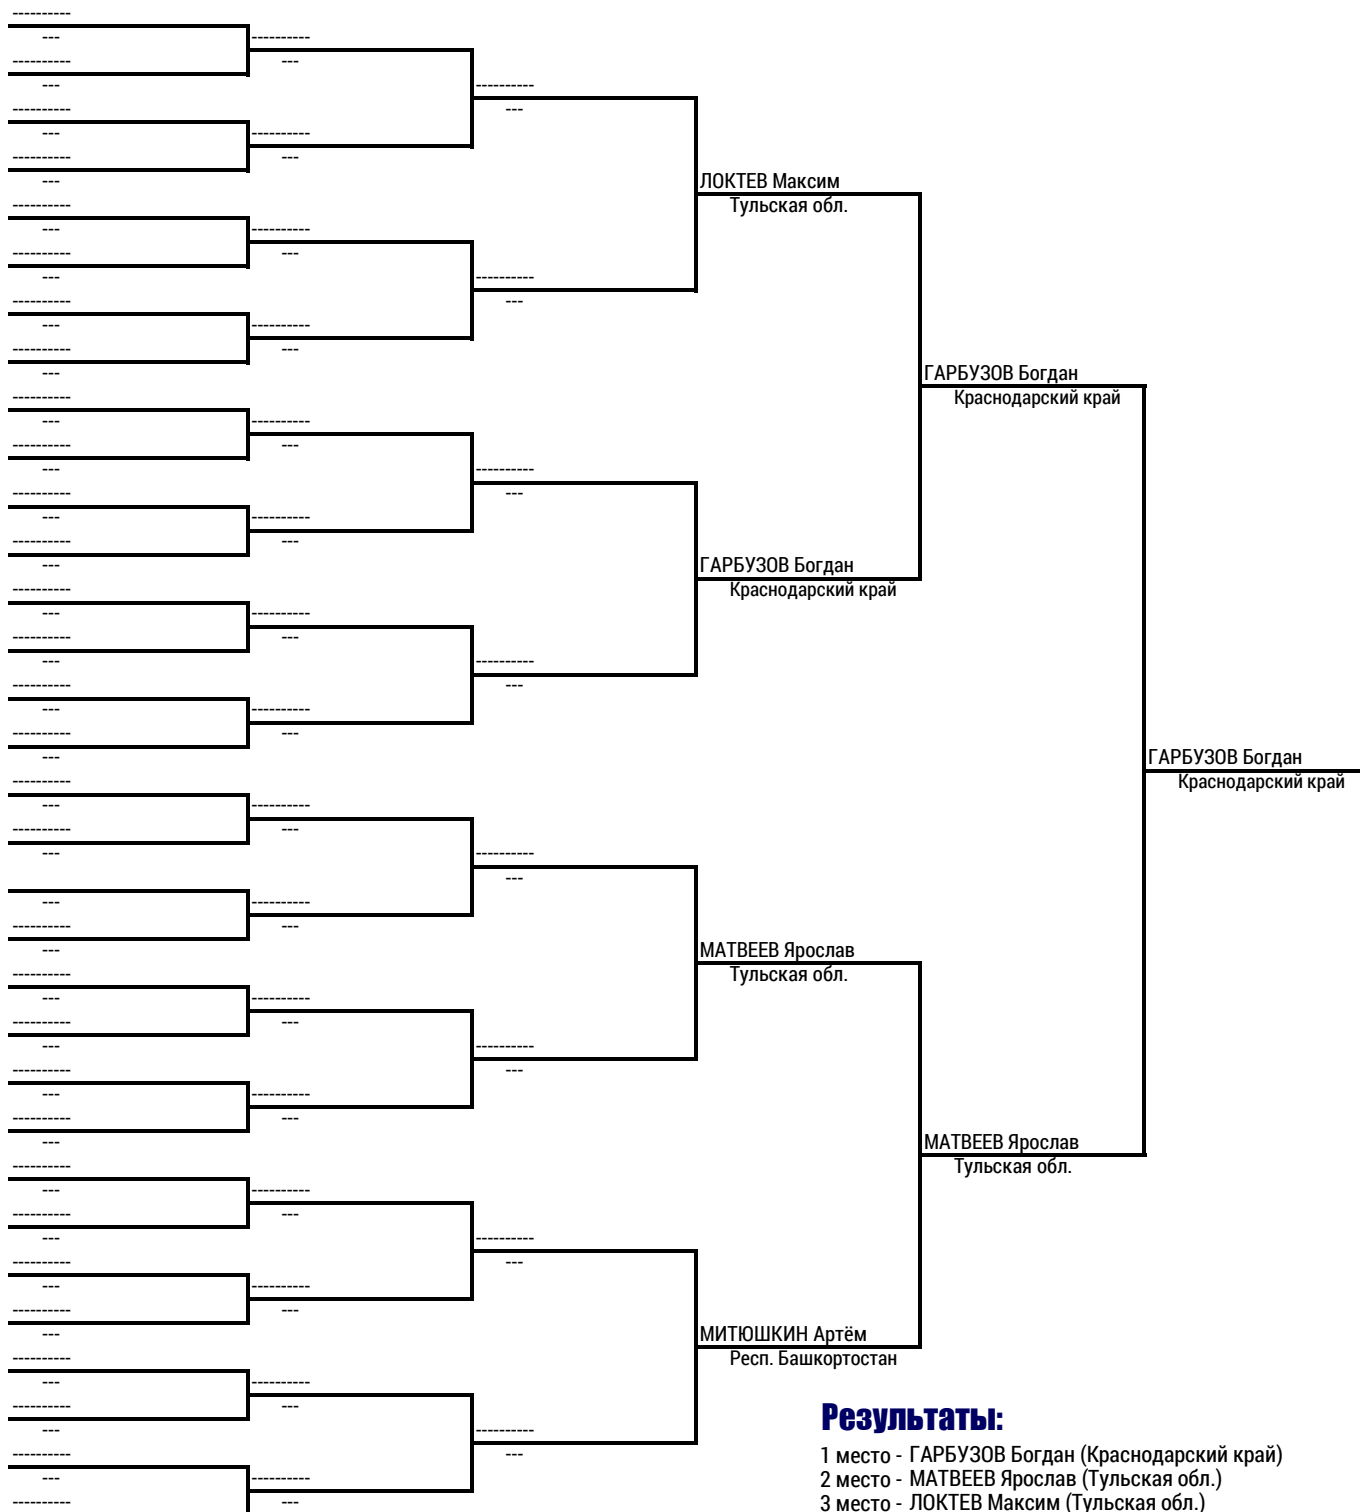 ЛОКТЕВ Максим
Тульская обл.
ГАРБУЗОВ Богдан
Краснодарский край
ГАРБУЗОВ Богдан
Краснодарский край
ГАРБУЗОВ Богдан
Краснодарский край
МАТВЕЕВ Ярослав
Тульская обл.
МАТВЕЕВ Ярослав
Тульская обл.
МИТЮШКИН Артём
Респ. Башкортостан
Результаты:
1 место - ГАРБУЗОВ Богдан (Краснодарский край)
2 место - МАТВЕЕВ Ярослав (Тульская обл.)
3 место - ЛОКТЕВ Максим (Тульская обл.)